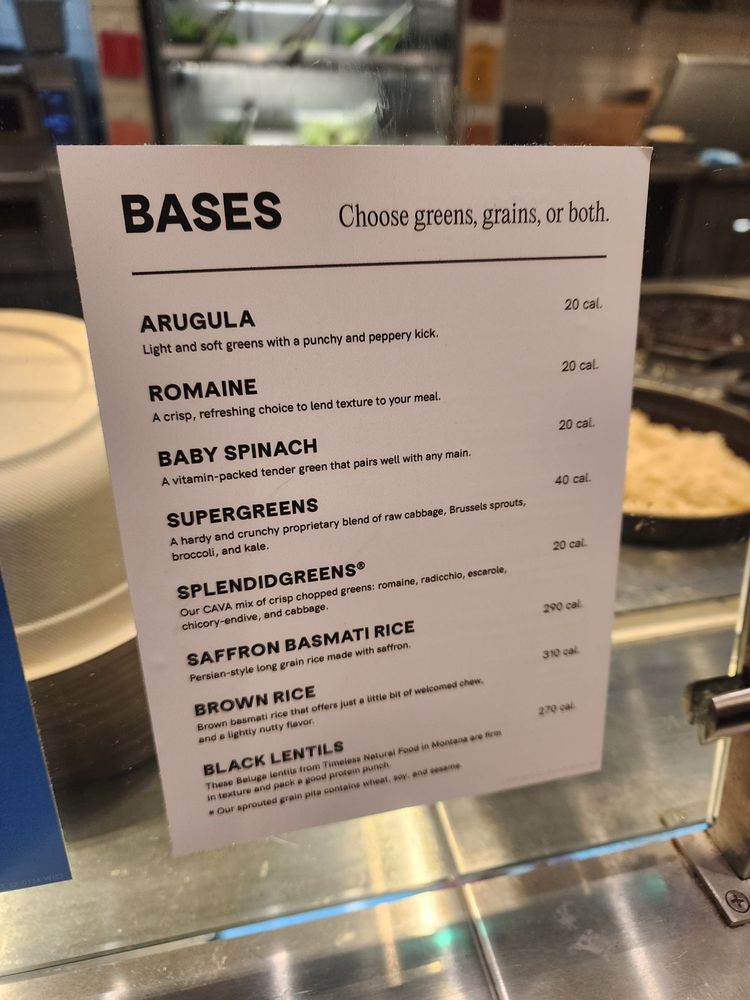 BASES
Choose greens, grains, or both.
ARUGULA
20 cal.
Light and soft greens with a punchy and peppery kick.
ROMAINE
20 cal.
A crisp, refreshing choice to lend texture to your meal.
BABY SPINACH
20 cal.
A vitamin-packed tender green that pairs well with any main.
SUPERGREENS
40 cal.
A hardy and crunchy proprietary blend of raw cabbage, Brussels sprouts,
broccoli, and kale.
SPLENDIDGREENS®
20 cal.
Our CAVA mix of crisp chopped greens: romaine, radicchio, escarole,
chicory-endive, and cabbage.
SAFFRON BASMATI RICE
290 cal.
Persian-style long grain rice made with saffron.
BROWN RICE
310 cal.
Brown basmati rice that offers just a little bit of welcomed chew,
and a lightly nutty flavor.
BLACK LENTILS
270 cal.
These Beluga lentils from Timeless Natural Food in Montana are firm
in texture and pack a good protein punch.
* Our sprouted grain pita contains wheat, soy, and sesame.